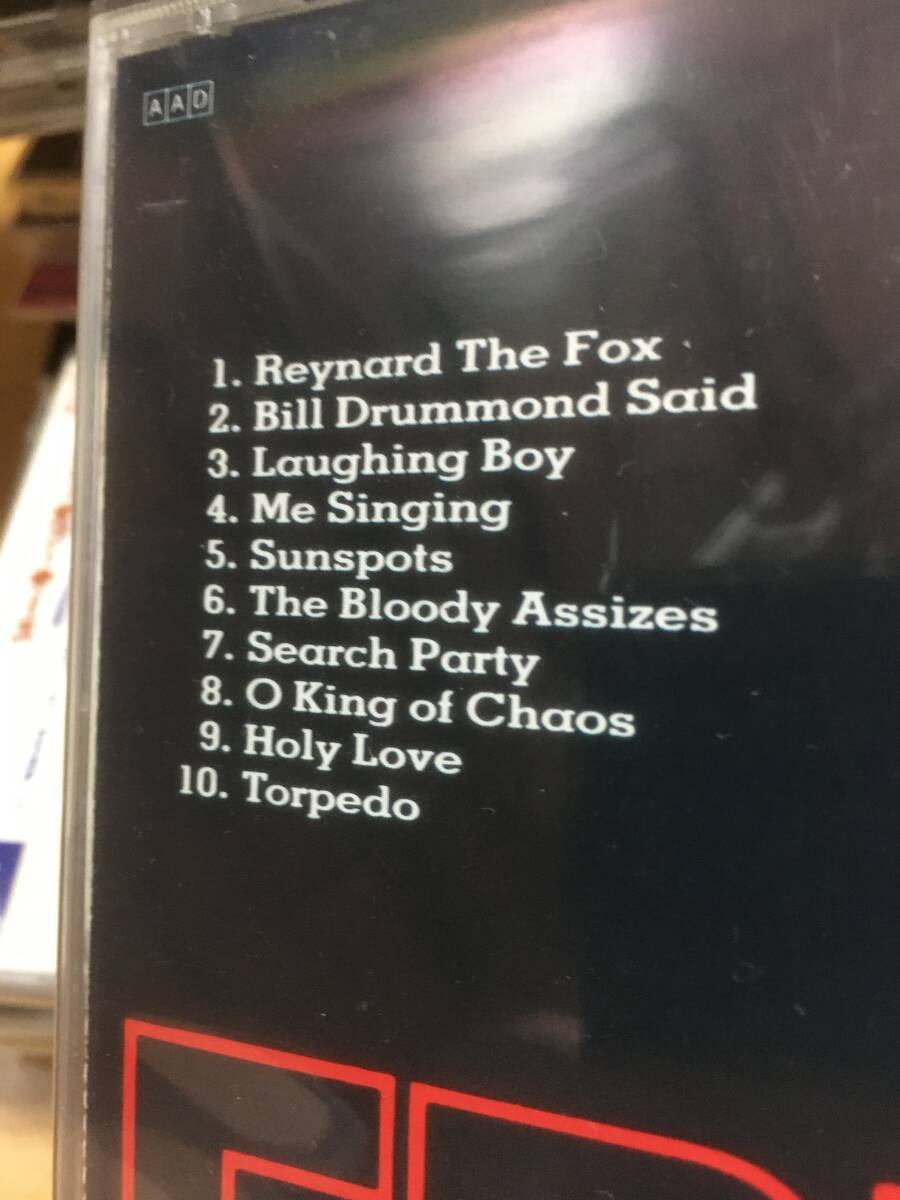 AAD
1. Reynard The Fox
2. Bill Drummond Said
3. Laughing Boy
4. Me Singing
5. Sunspots
6. The Bloody Assizes
7. Search Party
8. O King of Chaos
9. Holy Love
10. Torpedo